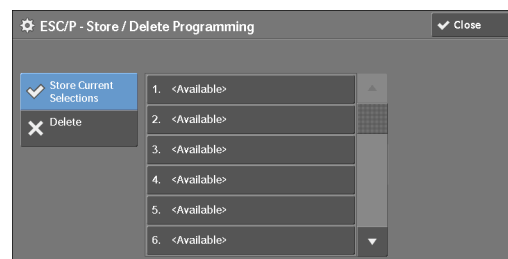 ESC/P - Store / Delete Programming
Close
Store Current
Selections
Delete
1. <Available>
2. <Available>
3. <Available>
4. <Available>
5. <Available>
6. <Available>